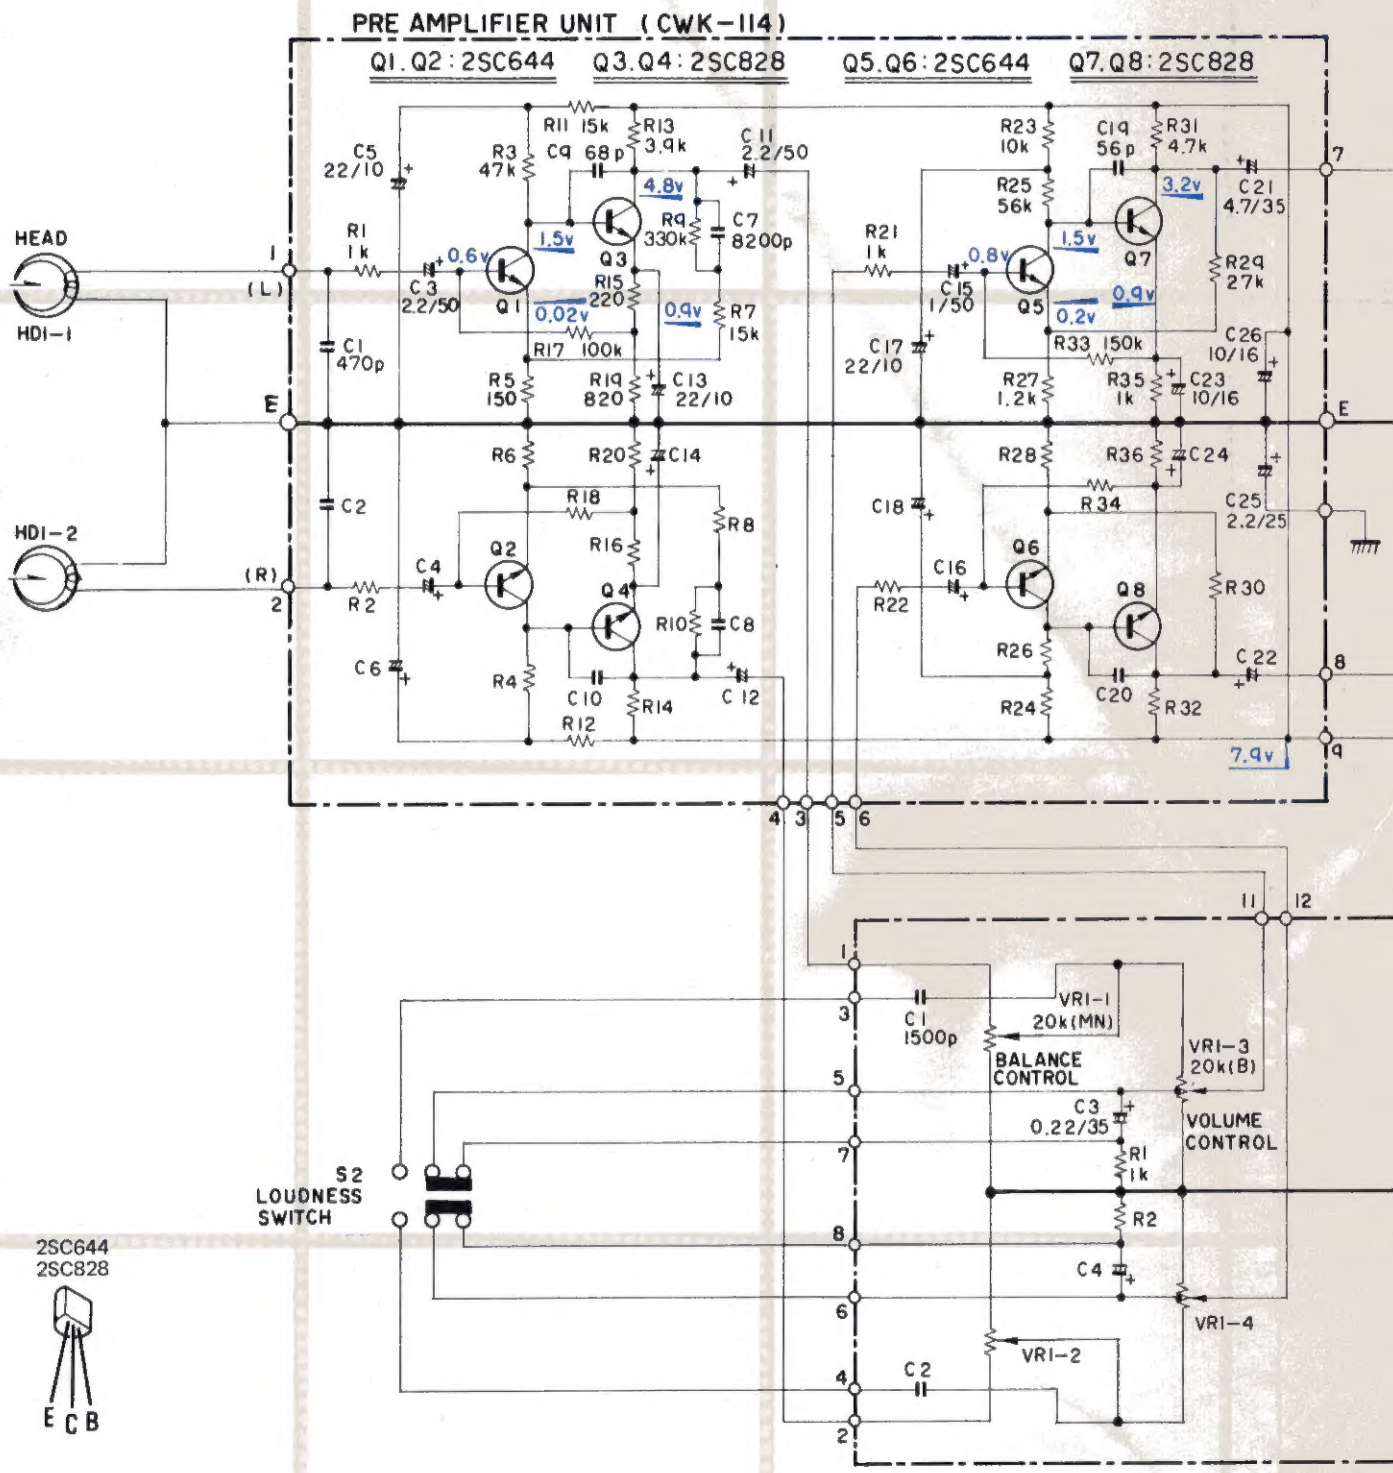 PRE AMPLIFIER UNIT (CWK-114)
Q1.Q2:2SC644 Q3.Q4:2SC828 Q5.Q6:2SC644 Q7.Q8:2SC828
R11 15k
R13 3.9k
C11 2.2/50
R23 10k
C19 56p
R31 4.7k
C5 22/10
R3 47k
C9 68p
7
4.8v
R25 56k
3.2v
C21 4.7/35
HEAD
R1 1k
R9 330k
C7 8200p
R21 1k
1
(L)
+ 0.6v
1.5v
Q3
0.8v
1.5v
Q7
R29 27k
C3 2.2/50
Q1
R15 220
C15 1/50
Q5
HD1-1
0.02v
0.9v
R7 15k
0.2v
0.9v
C1 470p
R17 100k
C17 22/10
R33 150k
C26 10/16
R5 150
R19 820
C13 22/10
R27 1.2k
R35 1k
C23 10/16
E
E
R6
R20
C14
R28
R36
C24
C2
R18
R8
C18
R34
C25 2.2/25
HD1-2
R16
(R)
2
R2
C4
Q2
Q4
R10
C8
R22
C16
Q6
Q8
R30
C6
R4
C10
R14
C12
R26
C20
C22
8
R12
R24
R32
7.9v
9
4 3 5 6
11 12
1
3
C1 1500p
VR1-1 20k(MN)
BALANCE CONTROL
VR1-3 20k(B)
5
C3 0.22/35
VOLUME CONTROL
7
R1 1k
S2
LOUDNESS
SWITCH
R2
8
C4
6
VR1-4
VR1-2
4
C2
2
2SC644
2SC828
E C B